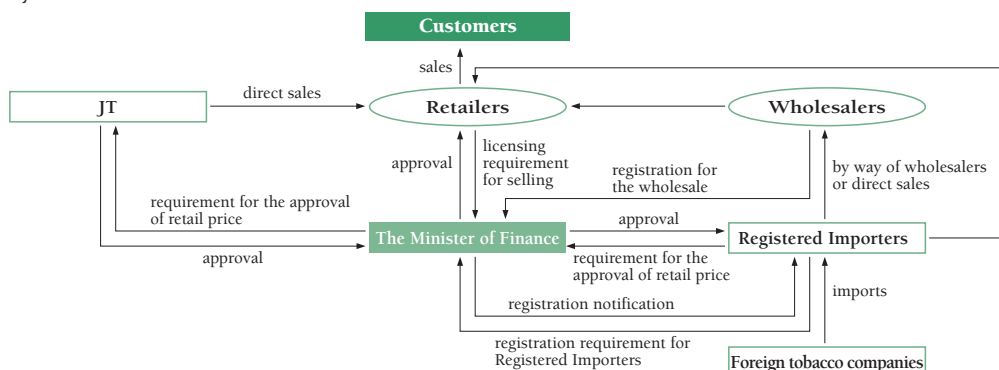 Customers
sales
JT
direct sales
Retailers
Wholesalers
approval
licensing
requirement
for selling
registration for
the wholesale
by way of wholesalers
or direct sales
requirement for the approval
of retail price
The Minister of Finance
approval
Registered Importers
approval
requirement for the
approval of retail price
registration notification
imports
registration requirement for
Registered Importers
Foreign tobacco companies